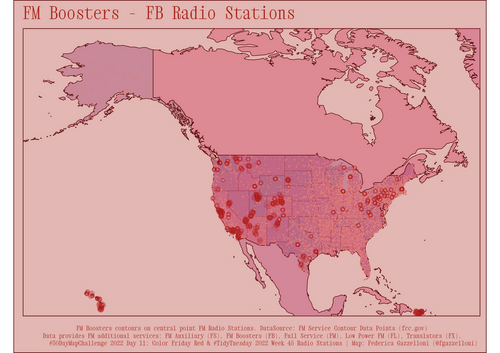 FM Boosters - FB Radio Stations
FM Boosters contours on central point FM Radio Stations. DataSource: FM Service Contour Data Points (fcc.gov)
Data provides FM additional services: FM Auxiliary (FS), FM Boosters (FB), Full Service (FM), Low Power FM (FL), Translators (FX).
#30DayMapChallenge 2022 Day 11: Color Friday Red & #TidyTuesday 2022 Week 45 Radio Stations | Map: Federica Gazzelloni (@fgazzelloni)